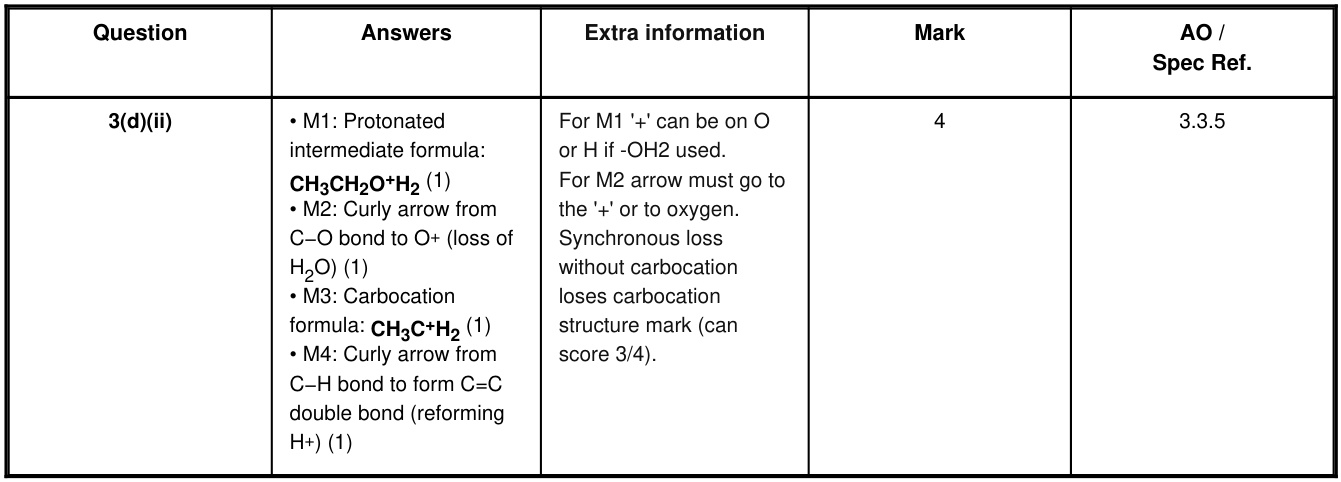 Question
Answers
Extra information
Mark
AO /
Spec Ref.
3(d)(ii)
• M1: Protonated
intermediate formula:
CH₃CH₂O⁺H₂ (1)
• M2: Curly arrow from
C–O bond to O+ (loss of
H₂O) (1)
• M3: Carbocation
formula: CH₃C⁺H₂ (1)
• M4: Curly arrow from
C–H bond to form C=C
double bond (reforming
H+) (1)
For M1 '+' can be on O
or H if -OH2 used.
For M2 arrow must go to
the '+' or to oxygen.
Synchronous loss
without carbocation
loses carbocation
structure mark (can
score 3/4).
4
3.3.5